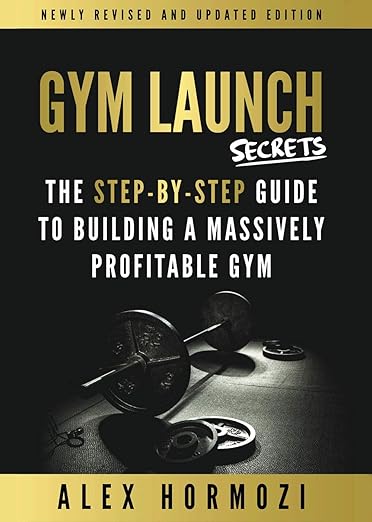 NEWLY REVISED AND UPDATED EDITION
GYM LAUNCH
SECRETS
THE STEP-BY-STEP GUIDE
TO BUILDING A MASSIVELY
PROFITABLE GYM
ALEX HORMOZI